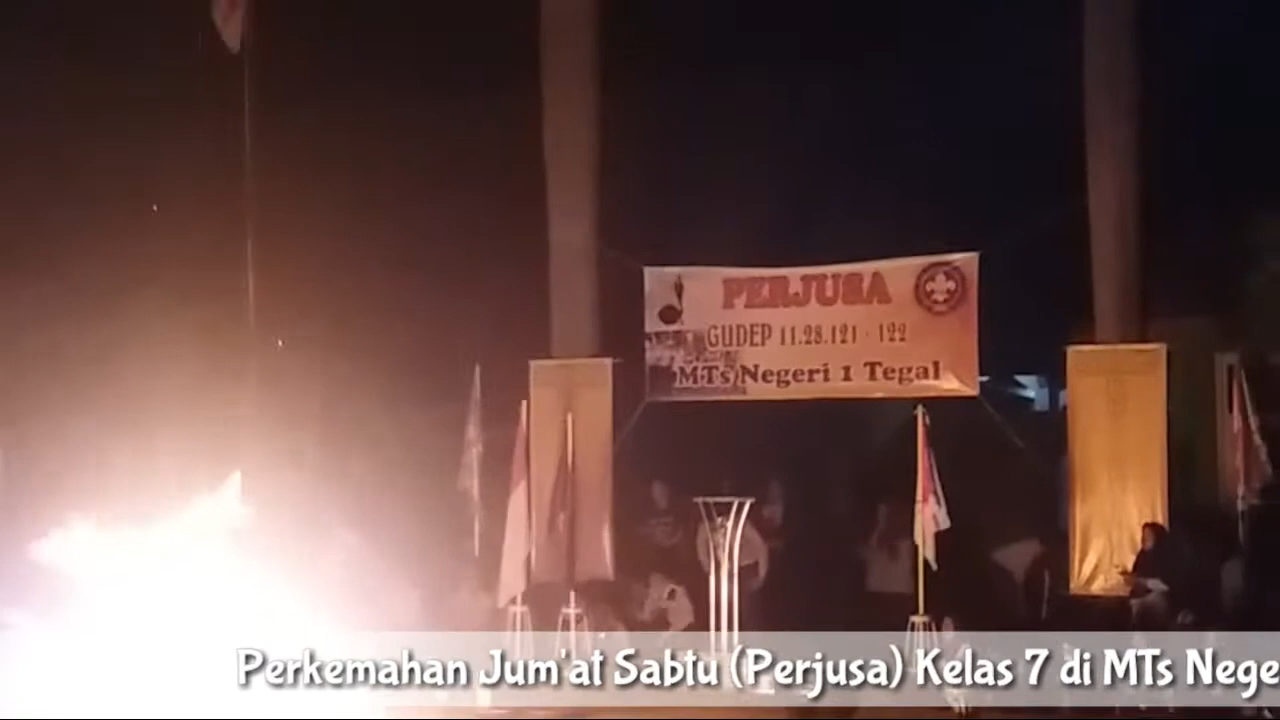 PERJUSA
GUDEP 11.28.121 - 122
MTs Negeri 1 Tegal
Perkemahan Jum'at Sabtu (Perjusa) Kelas 7 di MTs Nege